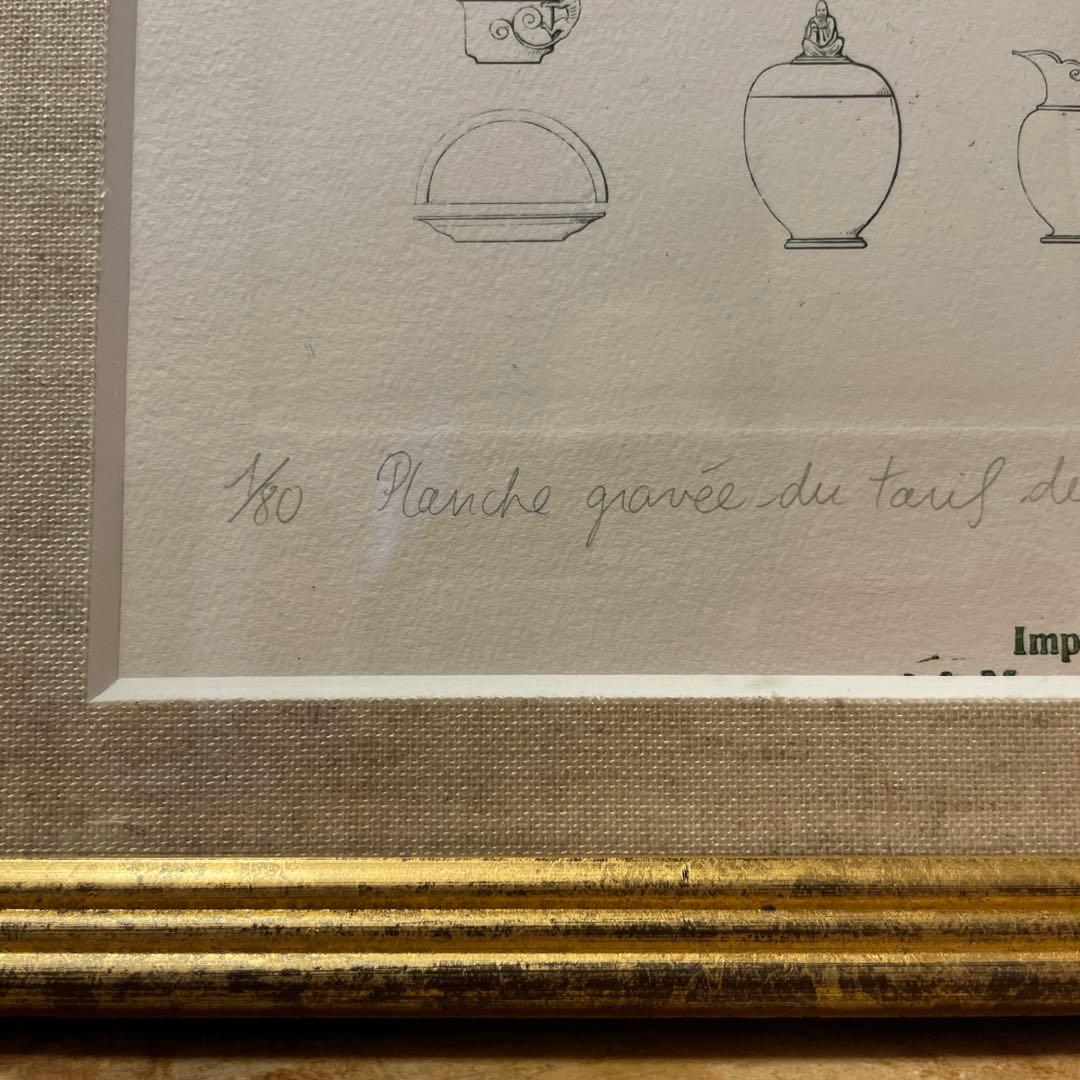 1/80 Planche gravée du tarif de
Imp